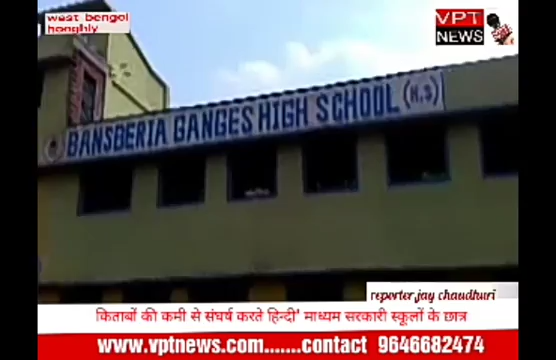 west bengol
hooghly
VPT
NEWS
BANSBERIA GANGES HIGH SCHOOL (H.S)
reporter jay chaudhuri
किताबों की कमी से संघर्ष करते हिन्दी' माध्यम सरकारी स्कूलों के छात्र
www.vptnews.com......contact 9646682474